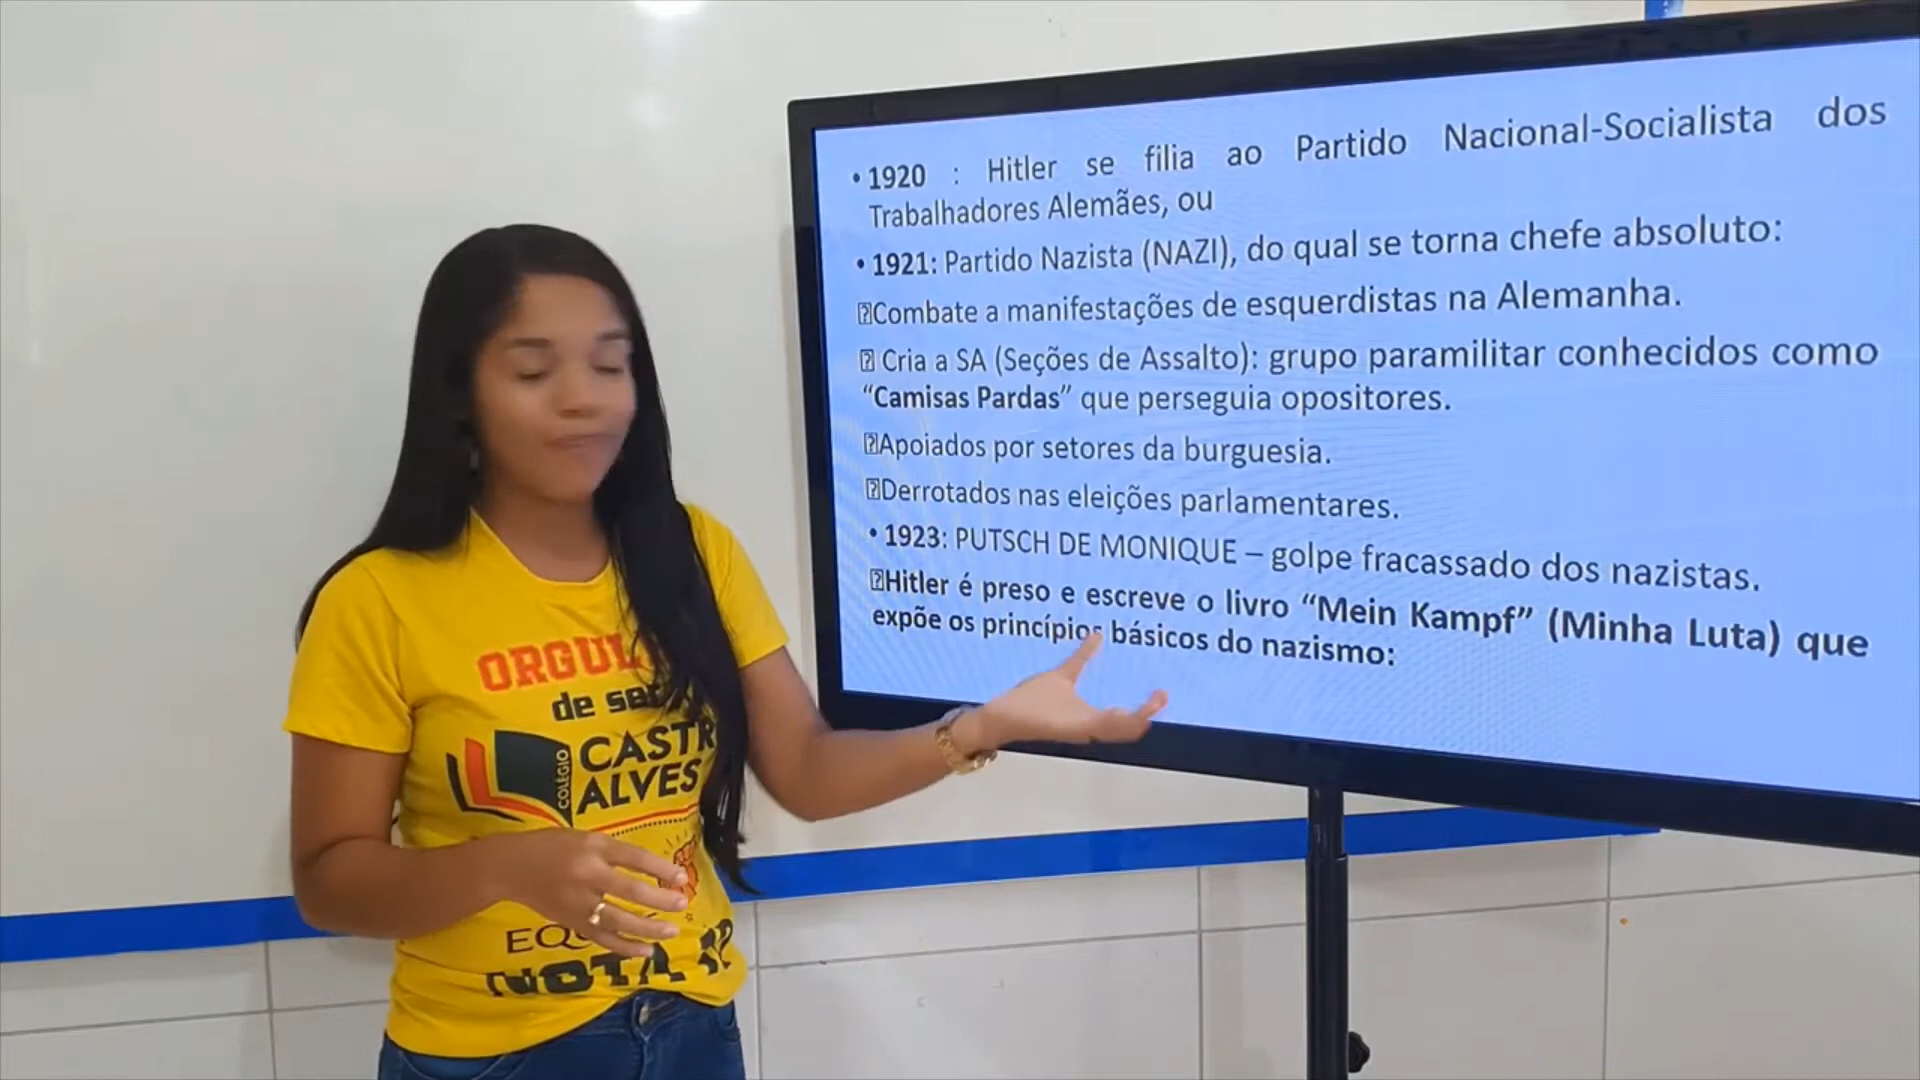 • 1920 : Hitler se filia ao Partido Nacional-Socialista dos
Trabalhadores Alemães, ou
• 1921: Partido Nazista (NAZI), do qual se torna chefe absoluto:
Combate a manifestações de esquerdistas na Alemanha.
Cria a SA (Seções de Assalto): grupo paramilitar conhecidos como
“Camisas Pardas” que perseguia opositores.
Apoiados por setores da burguesia.
Derrotados nas eleições parlamentares.
• 1923: PUTSCH DE MONIQUE – golpe fracassado dos nazistas.
Hitler é preso e escreve o livro “Mein Kampf” (Minha Luta) que
expõe os princípios básicos do nazismo:
de ser
COLÉGIO
CASTR
ALVES
NOTA 12